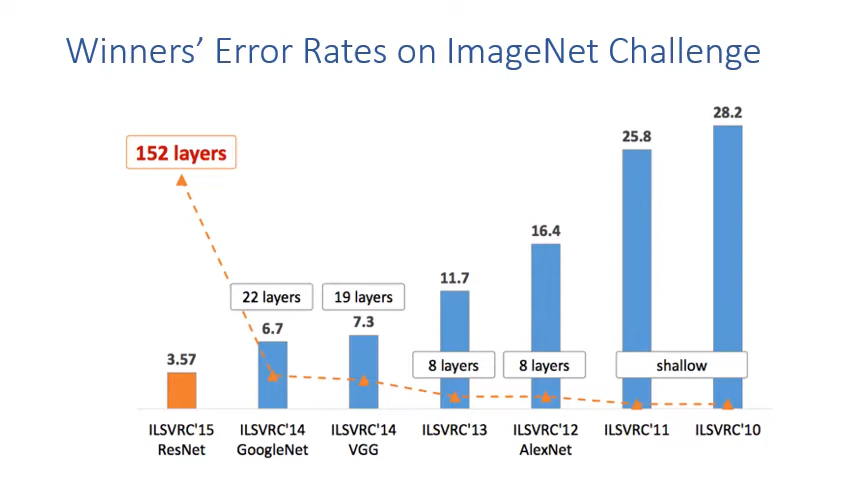 Winners’ Error Rates on ImageNet Challenge
28.2
25.8
152 layers
16.4
11.7
22 layers
19 layers
6.7
7.3
3.57
8 layers
8 layers
shallow
ILSVRC'15
ResNet
ILSVRC'14
GoogleNet
ILSVRC'14
VGG
ILSVRC'13
ILSVRC'12
AlexNet
ILSVRC'11
ILSVRC'10